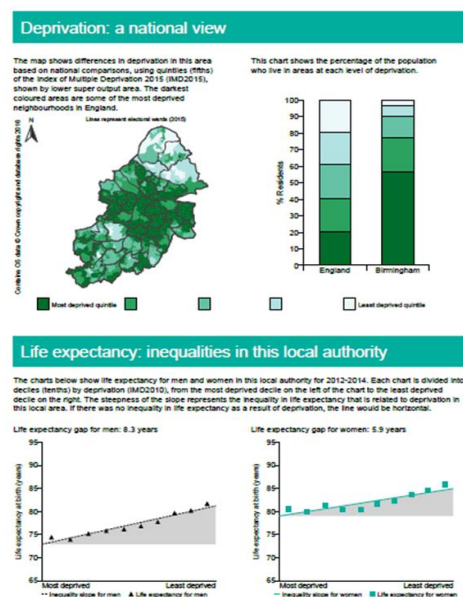 Deprivation: a national view
The map shows differences in deprivation in this area
based on national comparisons, using quintiles (fifths)
of the Index of Multiple Deprivation 2015 (IMD2015),
shown by lower super output area. The darkest
coloured areas are some of the most deprived
neighbourhoods in England.
This chart shows the percentage of the population
who live in areas at each level of deprivation.
Lines represent electoral wards (2015)
N
Contains OS data © Crown copyright and database rights 2016
100
90
80
70
60
50
40
30
20
10
0
% Residents
England Birmingham
Most deprived quintile Least deprived quintile
Life expectancy: inequalities in this local authority
The charts below show life expectancy for men and women in this local authority for 2012-2014. Each chart is divided into
deciles (tenths) by deprivation (IMD2010), from the most deprived decile on the left of the chart to the least deprived
decile on the right. The steepness of the slope represents the inequality in life expectancy that is related to deprivation in
this local area. If there was no inequality in life expectancy as a result of deprivation, the line would be horizontal.
Life expectancy gap for men: 8.3 years
95
90
85
80
75
70
65
Life expectancy at birth (years)
Most deprived Least deprived
Inequality slope for men Life expectancy for men
Life expectancy gap for women: 5.9 years
95
90
85
80
75
70
65
Life expectancy at birth (years)
Most deprived Least deprived
Inequality slope for women Life expectancy for women